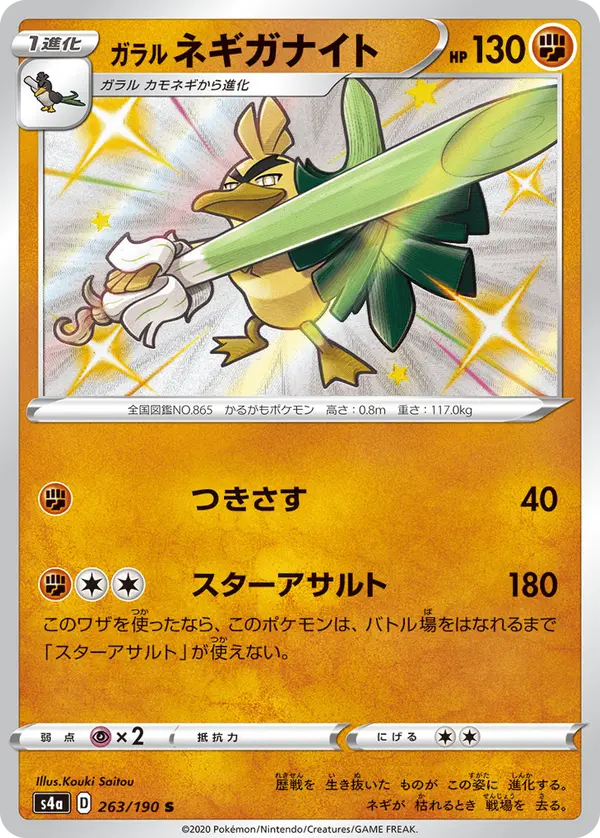 1進化
ガラル ネギガナイト
HP 130
ガラル カモネギから進化
全国図鑑NO.865 かるがもポケモン 高さ：0.8m 重さ：117.0kg
つきさす 40
スターアサルト 180
このワザを使ったなら、このポケモンは、バトル場をはなれるまで
「スターアサルト」が使えない。
弱点 ×2 抵抗力 にげる
Illus.Kouki Saitou
歴戦を 生き抜いた ものが この姿に 進化する。
ネギが 枯れるとき 戦場を 去る。
s4a D 263/190 S
©2020 Pokémon/Nintendo/Creatures/GAME FREAK.